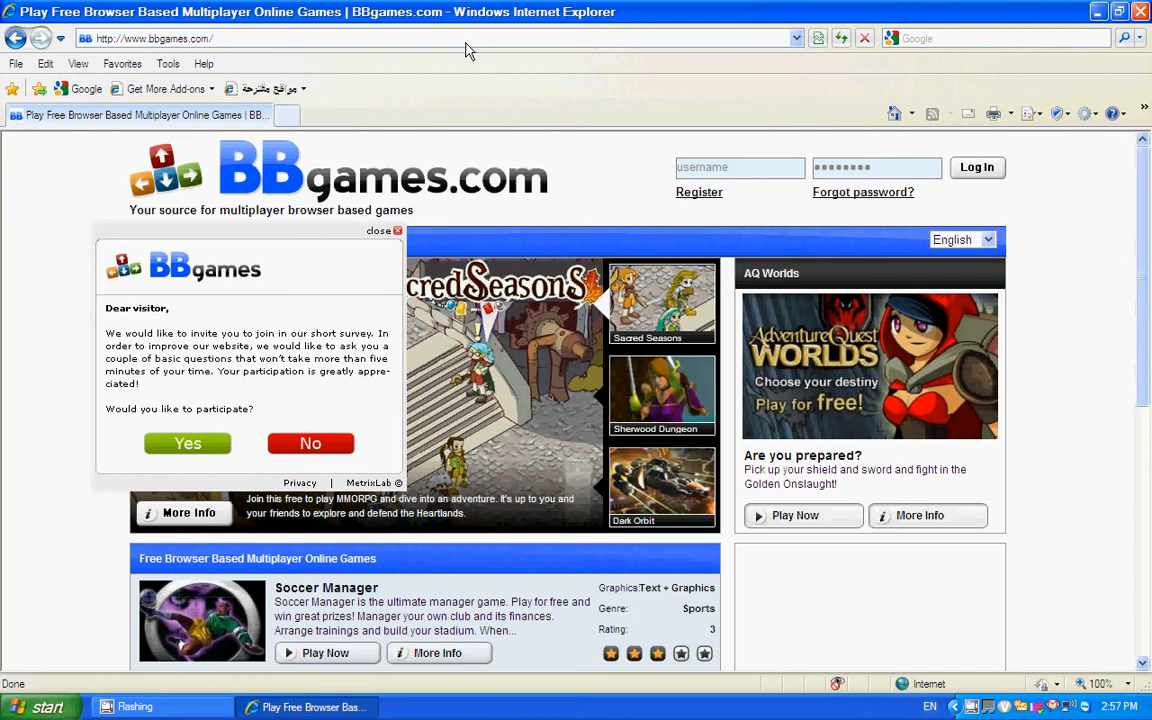 Play Free Browser Based Multiplayer Online Games | BBgames.com - Windows Internet Explorer
BB http://www.bbgames.com/
Google
File Edit View Favorites Tools Help
Google Get More Add-ons مواقع مقترحة
BB Play Free Browser Based Multiplayer Online Games | BB...
BBgames.com
Your source for multiplayer browser based games
username
Log In
Register Forgot password?
English
close
BBgames
Dear visitor,
We would like to invite you to join in our short survey. In
order to improve our website, we would like to ask you a
couple of basic questions that won't take more than five
minutes of your time. Your participation is greatly appre-
ciated!
Would you like to participate?
Yes No
Privacy | MetrixLab ©
credSeasons
Sacred Seasons
Sherwood Dungeon
Dark Orbit
More Info
Join this free to play MMORPG and dive into an adventure. It's up to you and
your friends to explore and defend the Heartlands.
AQ Worlds
AdventureQuest
WORLDS
Choose your destiny
Play for free!
Are you prepared?
Pick up your shield and sword and fight in the
Golden Onslaught!
Play Now More Info
Free Browser Based Multiplayer Online Games
Soccer Manager
Soccer Manager is the ultimate manager game. Play for free and
win great prizes! Manager your own club and its finances.
Arrange trainings and build your stadium. When...
Play Now More Info
Graphics:Text + Graphics
Genre: Sports
Rating: 3
Done Internet 100%
start Flashing Play Free Browser Bas... EN 2:57 PM